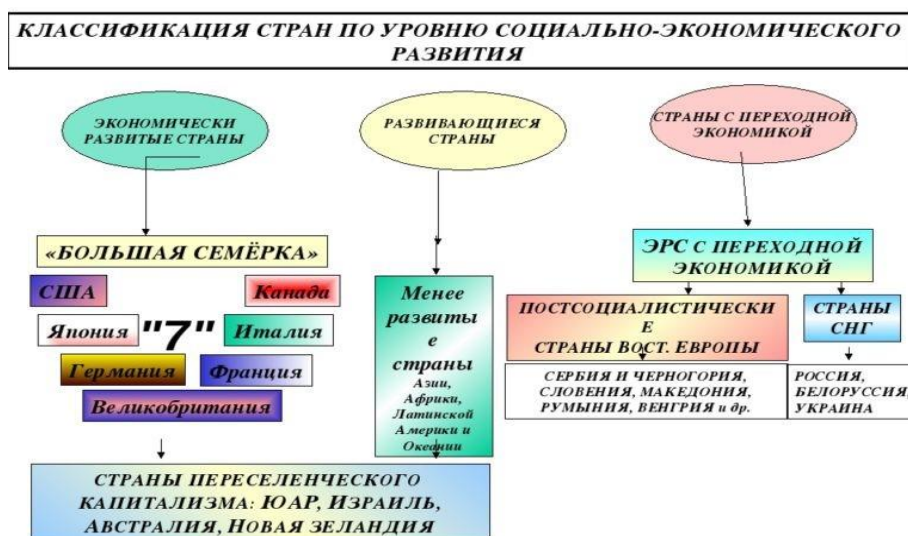 КЛАССИФИКАЦИЯ СТРАН ПО УРОВНЮ СОЦИАЛЬНО-ЭКОНОМИЧЕСКОГО
РАЗВИТИЯ
ЭКОНОМИЧЕСКИ
РАЗВИТЫЕ СТРАНЫ
РАЗВИВАЮЩИЕСЯ
СТРАНЫ
СТРАНЫ С ПЕРЕХОДНОЙ
ЭКОНОМИКОЙ
«БОЛЬШАЯ СЕМЁРКА»
США
Канада
Япония
"7"
Италия
Германия
Франция
Великобритания
Менее
развиты
е
страны
Азии,
Африки,
Латинской
Америки и
Океании
ЭРС С ПЕРЕХОДНОЙ
ЭКОНОМИКОЙ
ПОСТСОЦИАЛИСТИЧЕСКИ
Е
СТРАНЫ ВОСТ. ЕВРОПЫ
СТРАНЫ
СНГ
СЕРБИЯ И ЧЕРНОГОРИЯ,
СЛОВЕНИЯ, МАКЕДОНИЯ,
РУМЫНИЯ, ВЕНГРИЯ и др.
РОССИЯ,
БЕЛОРУССИЯ,
УКРАИНА
СТРАНЫ ПЕРЕСЕЛЕНЧЕСКОГО
КАПИТАЛИЗМА: ЮАР, ИЗРАИЛЬ,
АВСТРАЛИЯ, НОВАЯ ЗЕЛАНДИЯ